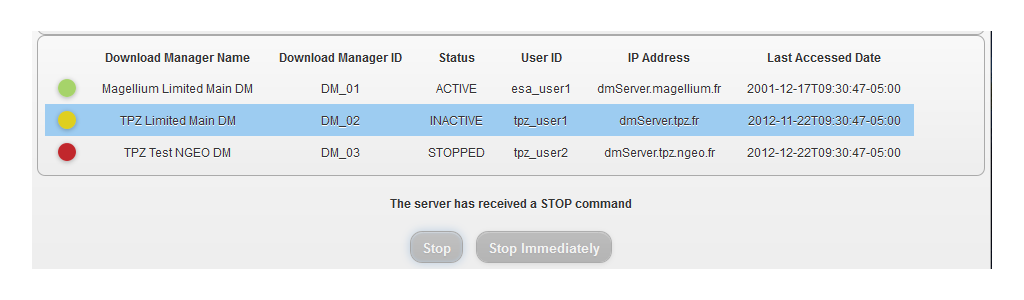 Download Manager Name Download Manager ID Status User ID IP Address Last Accessed Date
Magellium Limited Main DM DM_01 ACTIVE esa_user1 dmServer.magellium.fr 2001-12-17T09:30:47-05:00
TPZ Limited Main DM DM_02 INACTIVE tpz_user1 dmServer.tpz.fr 2012-11-22T09:30:47-05:00
TPZ Test NGEO DM DM_03 STOPPED tpz_user2 dmServer.tpz.ngeo.fr 2012-12-22T09:30:47-05:00
The server has received a STOP command
Stop Stop Immediately